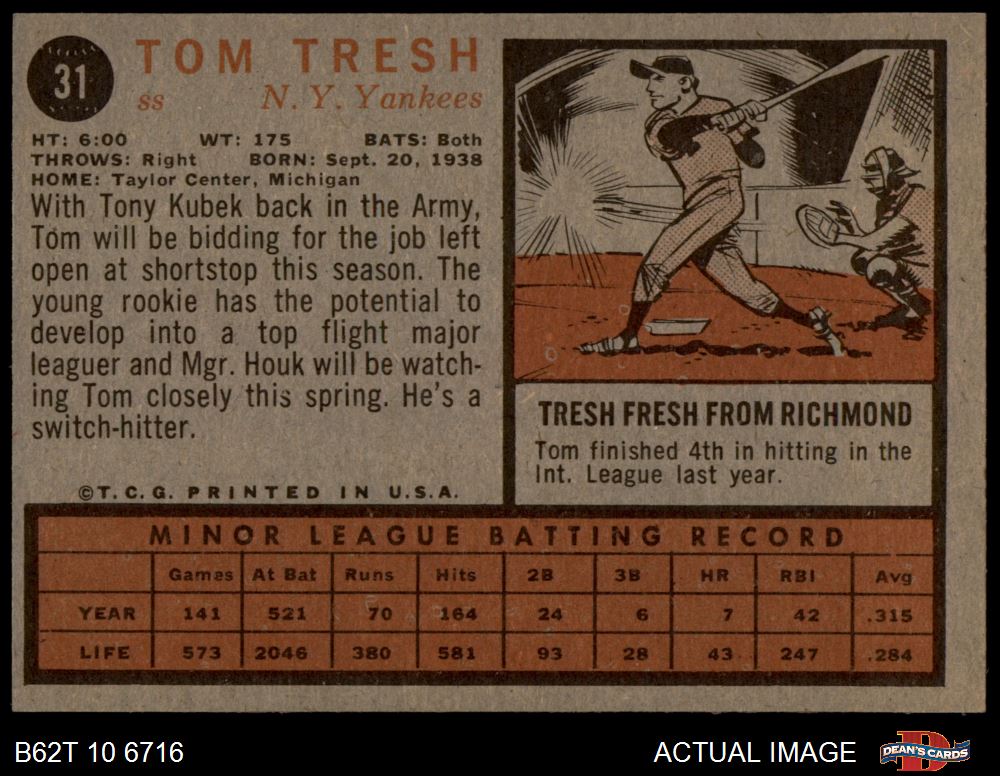 31
TOM TRESH
ss N. Y. Yankees
HT: 6:00 WT: 175 BATS: Both
THROWS: Right BORN: Sept. 20, 1938
HOME: Taylor Center, Michigan
With Tony Kubek back in the Army,
Tom will be bidding for the job left
open at shortstop this season. The
young rookie has the potential to
develop into a top flight major
leaguer and Mgr. Houk will be watch-
ing Tom closely this spring. He's a
switch-hitter.
©T.C.G. PRINTED IN U.S.A.
TRESH FRESH FROM RICHMOND
Tom finished 4th in hitting in the
Int. League last year.
MINOR LEAGUE BATTING RECORD
Games At Bat Runs Hits 2B 3B HR RBI Avg
YEAR 141 521 70 164 24 6 7 42 .315
LIFE 573 2046 380 581 93 28 43 247 .284
B62T 10 6716
ACTUAL IMAGE
D
DEAN'S CARDS